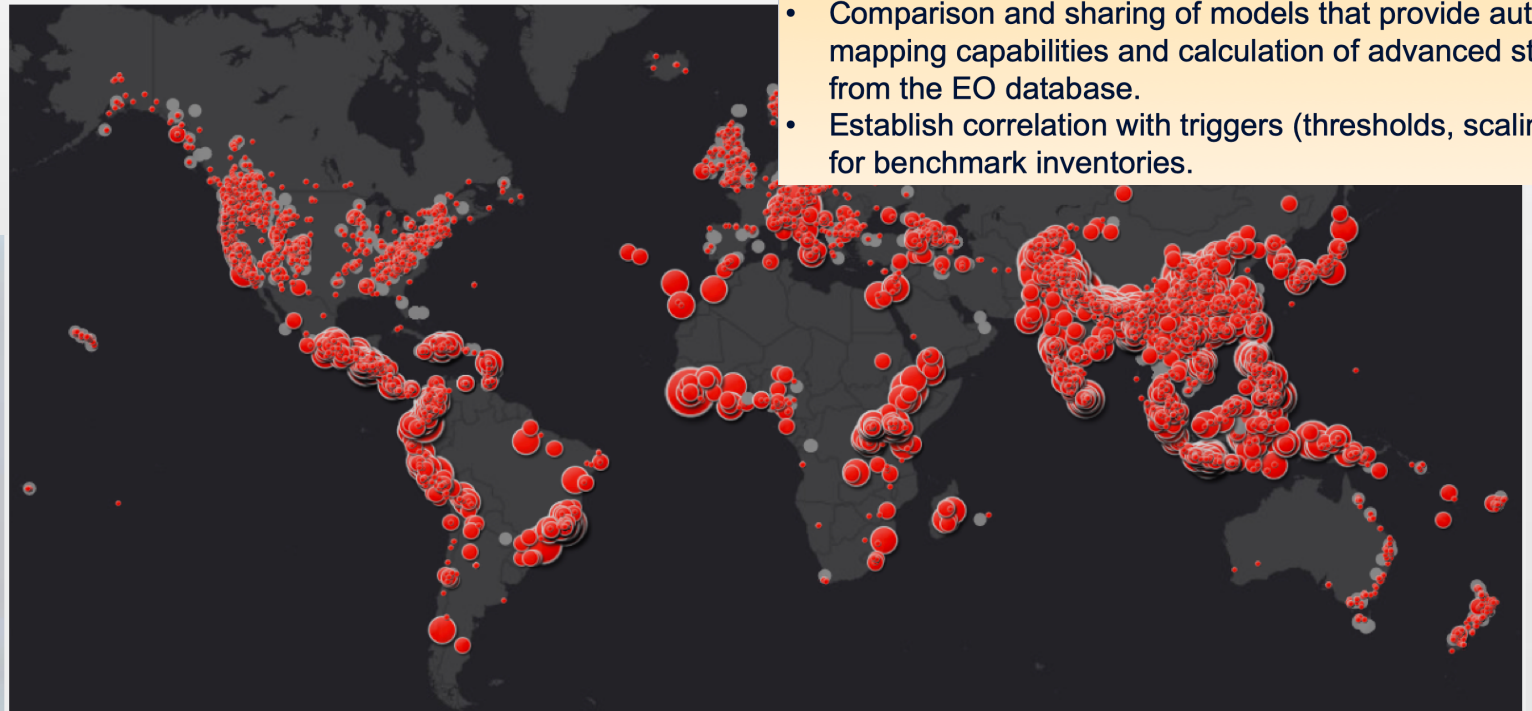 • Comparison and sharing of models that provide aut
mapping capabilities and calculation of advanced st
from the EO database.
• Establish correlation with triggers (thresholds, scalin
for benchmark inventories.